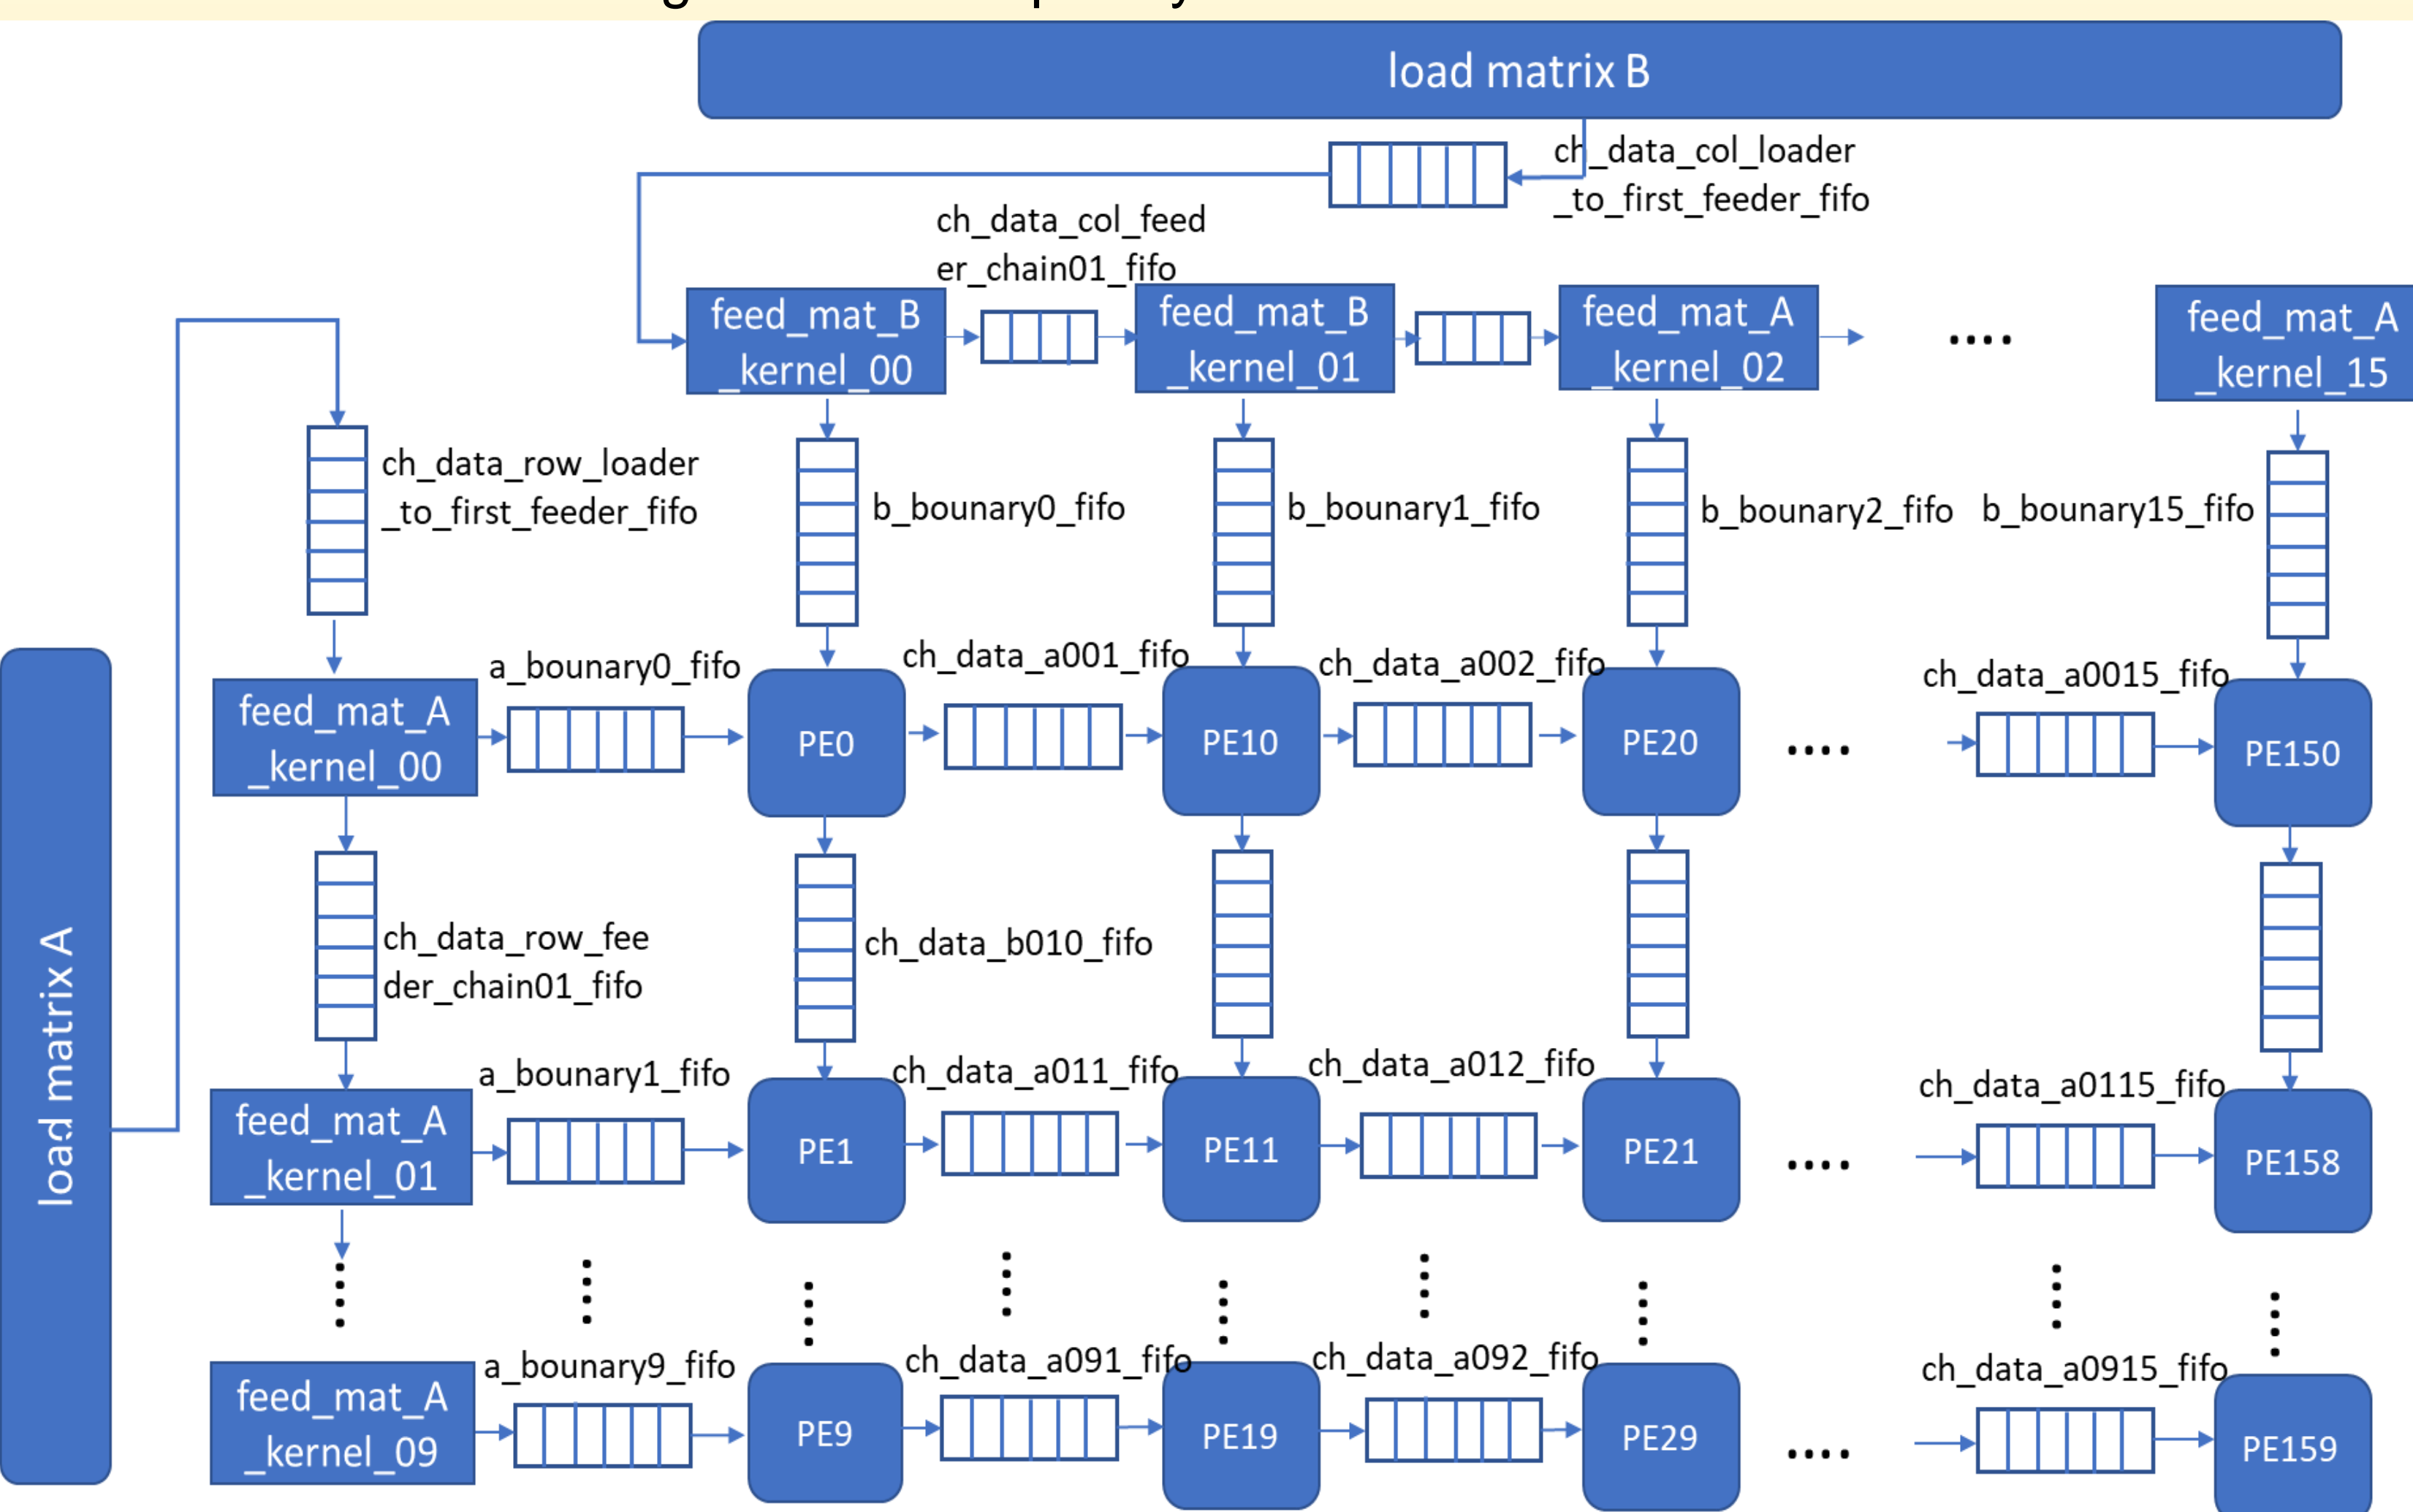 load matrix B
ch_data_col_loader
_to_first_feeder_fifo
ch_data_col_feed
er_chain01_fifo
feed_mat_B
_kernel_00
feed_mat_B
_kernel_01
feed_mat_A
_kernel_02
....
feed_mat_A
_kernel_15
ch_data_row_loader
_to_first_feeder_fifo
b_bounary0_fifo
b_bounary1_fifo
b_bounary2_fifo
b_bounary15_fifo
load matrix A
feed_mat_A
_kernel_00
a_bounary0_fifo
PE0
ch_data_a001_fifo
PE10
ch_data_a002_fifo
PE20
....
ch_data_a0015_fifo
PE150
ch_data_row_fee
der_chain01_fifo
ch_data_b010_fifo
feed_mat_A
_kernel_01
a_bounary1_fifo
PE1
ch_data_a011_fifo
PE11
ch_data_a012_fifo
PE21
....
ch_data_a0115_fifo
PE158
feed_mat_A
_kernel_09
a_bounary9_fifo
PE9
ch_data_a091_fifo
PE19
ch_data_a092_fifo
PE29
....
ch_data_a0915_fifo
PE159